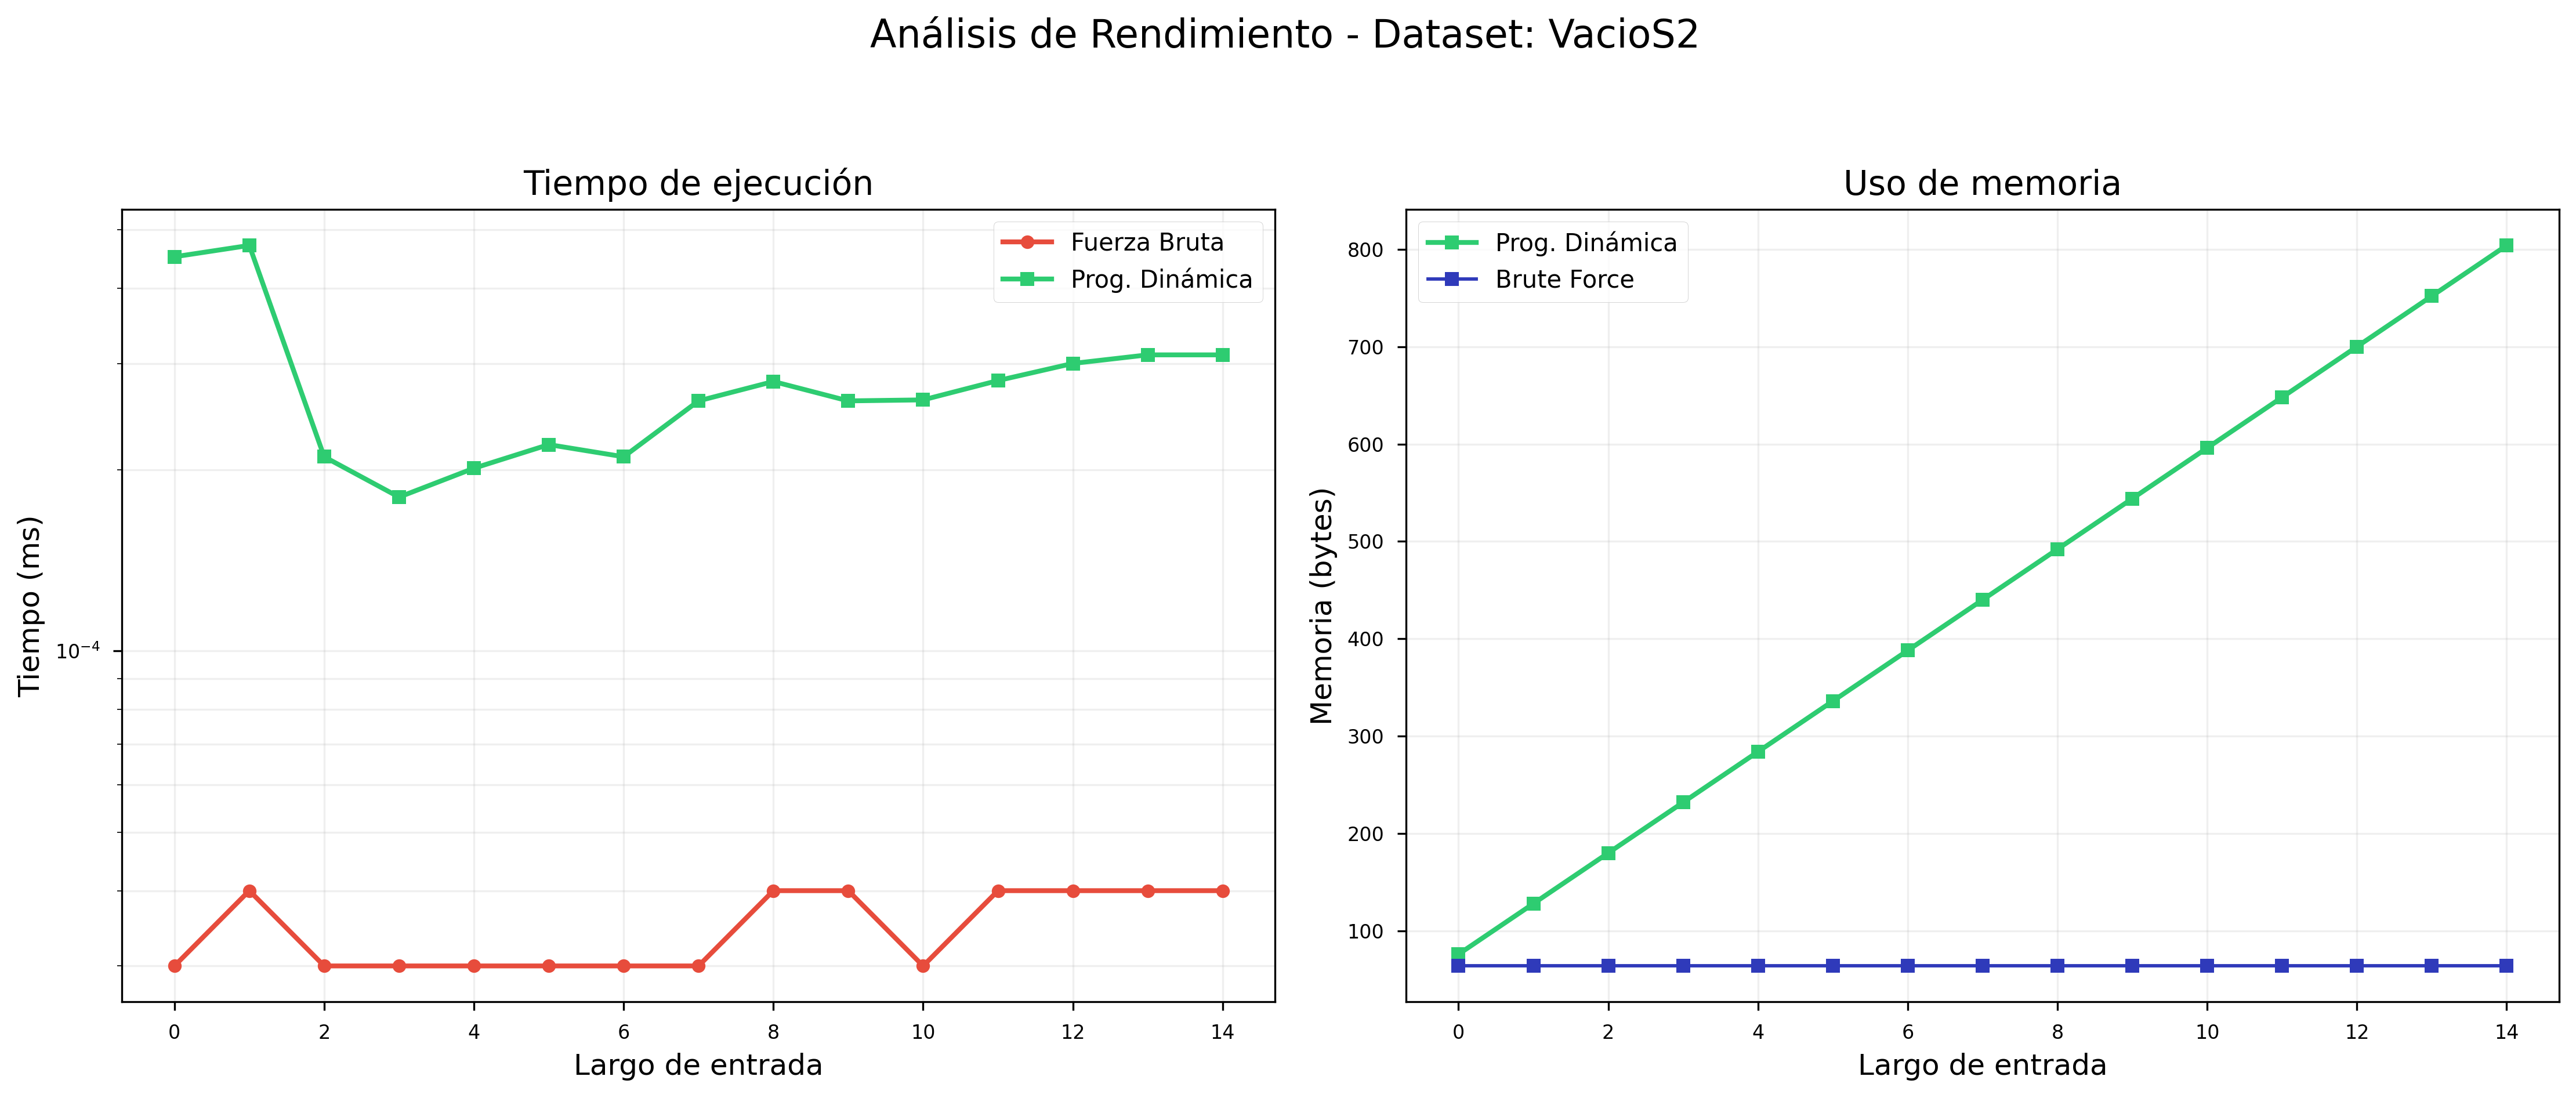 Análisis de Rendimiento - Dataset: VacioS2
Tiempo de ejecución
Fuerza Bruta
Prog. Dinámica
Tiempo (ms)
10⁻⁴
0 2 4 6 8 10 12 14
Largo de entrada
Uso de memoria
Prog. Dinámica
Brute Force
Memoria (bytes)
800
700
600
500
400
300
200
100
0 2 4 6 8 10 12 14
Largo de entrada